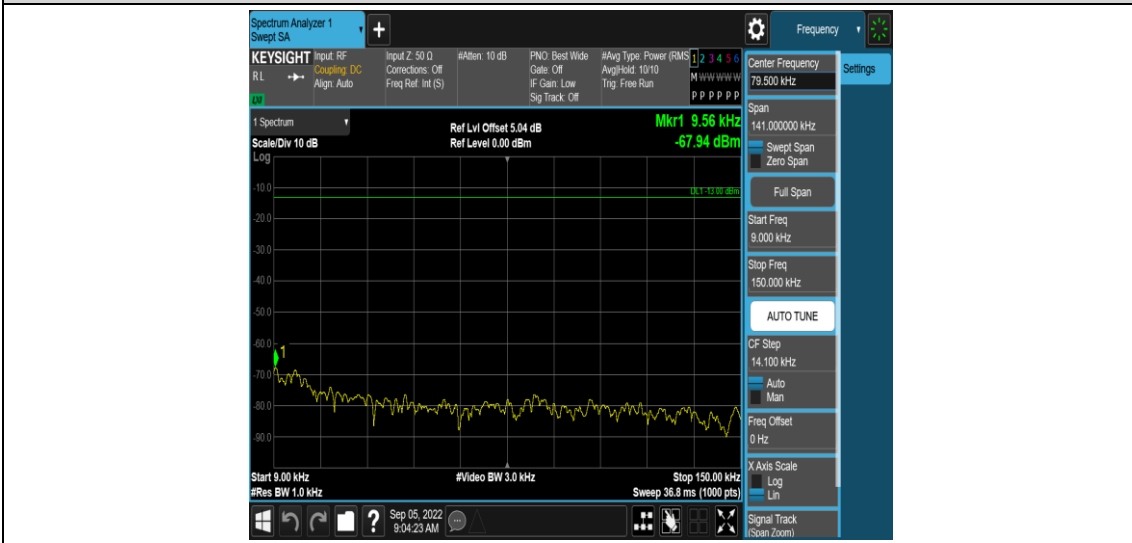 Spectrum Analyzer 1
Swept SA
+
Frequency
KEYSIGHT
RL
LXI
Input: RF
Coupling: DC
Align: Auto
Input Z: 50 Ω
Corrections: Off
Freq Ref: Int (S)
#Atten: 10 dB
PNO: Best Wide
Gate: Off
IF Gain: Low
Sig Track: Off
#Avg Type: Power (RMS
Avg|Hold: 10/10
Trig: Free Run
1 2 3 4 5 6
M W W W W W
P P P P P P
Center Frequency
79.500 kHz
Settings
Span
141.000000 kHz
Swept Span
Zero Span
Full Span
Start Freq
9.000 kHz
Stop Freq
150.000 kHz
AUTO TUNE
CF Step
14.100 kHz
Auto
Man
Freq Offset
0 Hz
X Axis Scale
Log
Lin
Signal Track
(Span Zoom)
1 Spectrum
Scale/Div 10 dB
Log
Ref Lvl Offset 5.04 dB
Ref Level 0.00 dBm
Mkr1 9.56 kHz
-67.94 dBm
DL1 -13.00 dBm
-10.0
-20.0
-30.0
-40.0
-50.0
-60.0
-70.0
-80.0
-90.0
1
Start 9.00 kHz
#Res BW 1.0 kHz
#Video BW 3.0 kHz
Stop 150.00 kHz
Sweep 36.8 ms (1000 pts)
?
Sep 05, 2022
9:04:23 AM